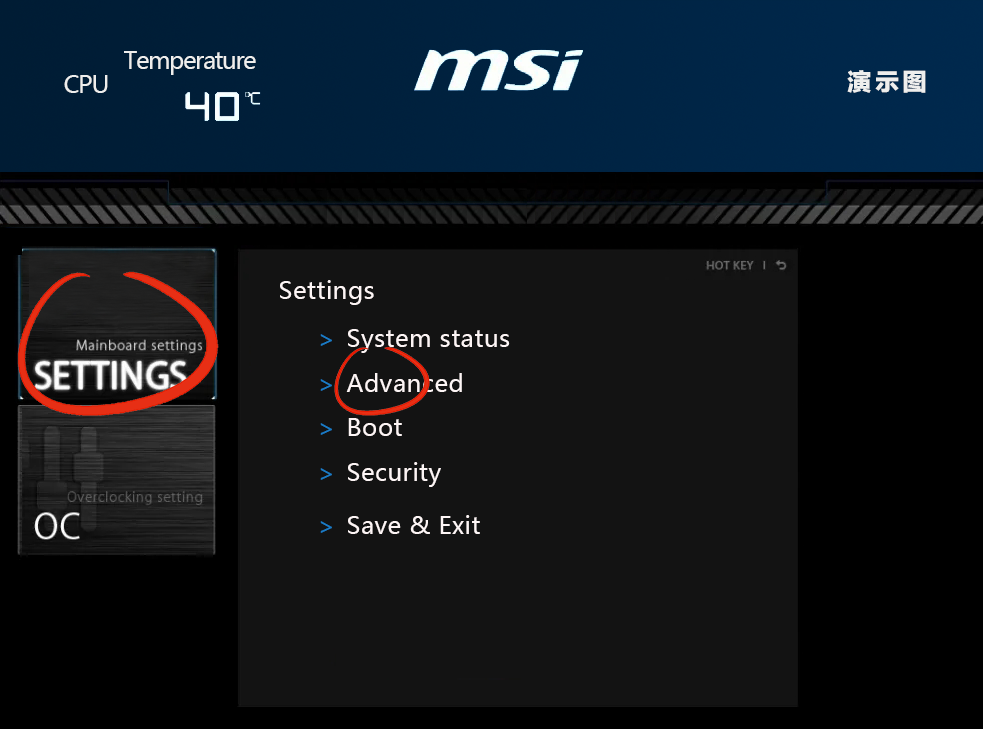 Temperature
CPU
40℃
msi
演示图
HOT KEY | ⮌
Settings
> System status
> Advanced
> Boot
> Security
> Save & Exit
Mainboard settings
SETTINGS
Overclocking setting
OC